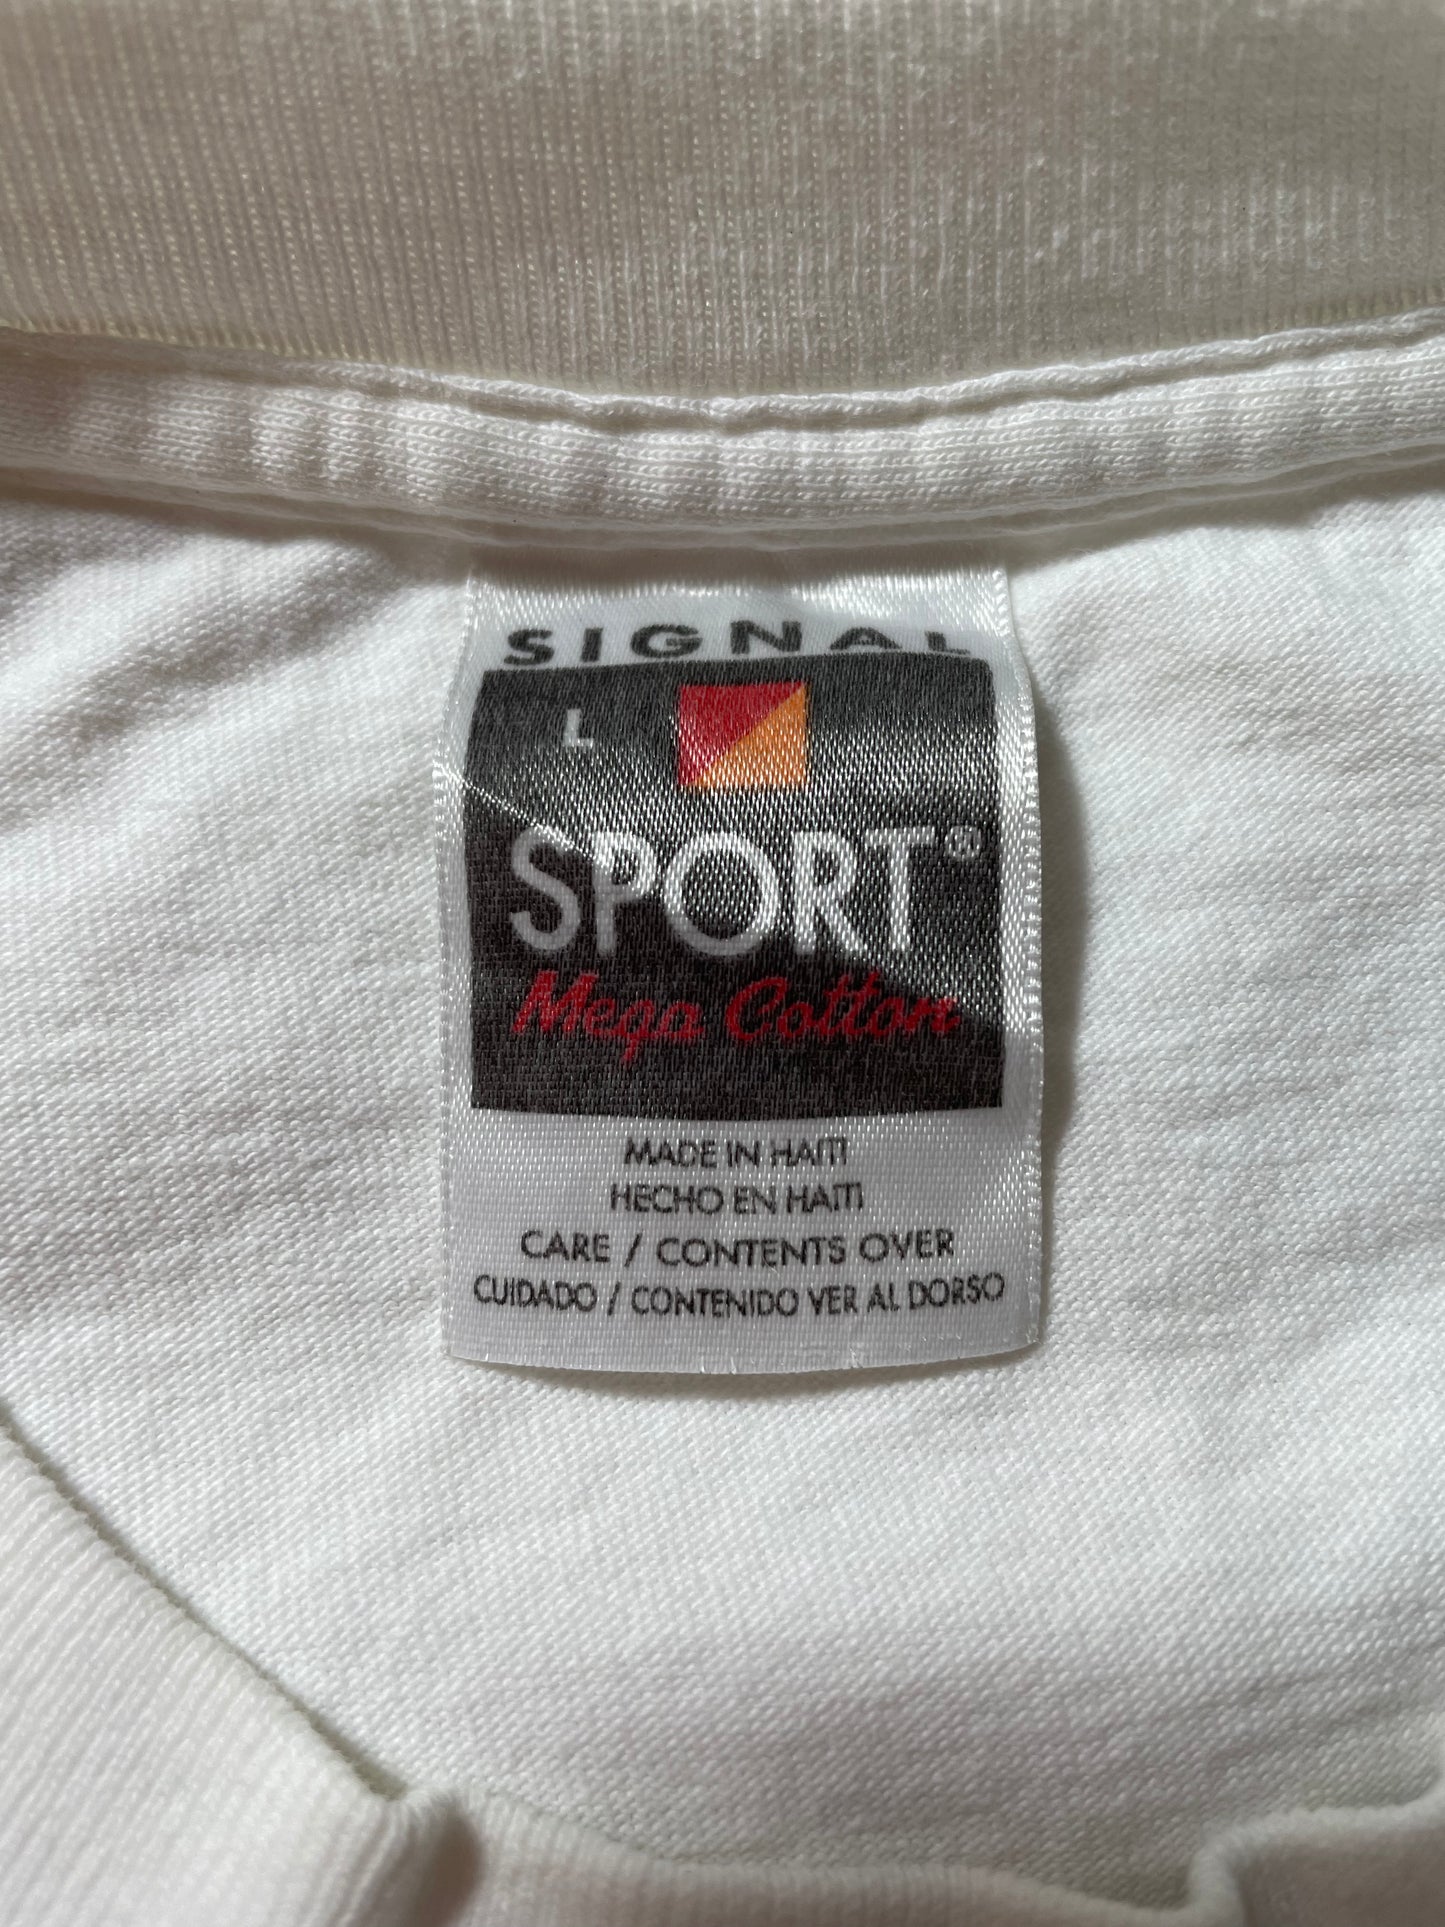 SIGNAL
L
SPORT®
Mega Cotton
MADE IN HAITI
HECHO EN HAITI
CARE / CONTENTS OVER
CUIDADO / CONTENIDO VER AL DORSO